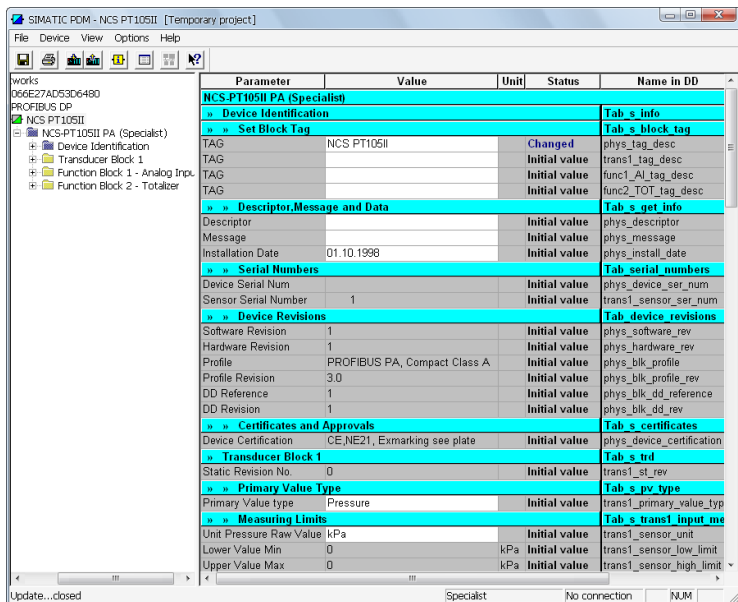 SIMATIC PDM - NCS PT105II [Temporary project]
File Device View Options Help
works
066E27AD53D6480
PROFIBUS DP
NCS PT105II
NCS-PT105II PA (Specialist)
Device Identification
Transducer Block 1
Function Block 1 - Analog Inpu
Function Block 2 - Totalizer
Parameter Value Unit Status Name in DD
NCS-PT105II PA (Specialist)
» Device Identification Tab_s_info
» » Set Block Tag Tab_s_block_tag
TAG NCS PT105II Changed phys_tag_desc
TAG Initial value trans1_tag_desc
TAG Initial value func1_AI_tag_desc
TAG Initial value func2_TOT_tag_desc
» » Descriptor,Message and Data Tab_s_get_info
Descriptor Initial value phys_descriptor
Message Initial value phys_message
Installation Date 01.10.1998 Initial value phys_install_date
» » Serial Numbers Tab_serial_numbers
Device Serial Num Initial value phys_device_ser_num
Sensor Serial Number 1 Initial value trans1_sensor_ser_num
» » Device Revisions Tab_device_revisions
Software Revision 1 Initial value phys_software_rev
Hardware Revision 1 Initial value phys_hardware_rev
Profile PROFIBUS PA, Compact Class A Initial value phys_blk_profile
Profile Revision 3.0 Initial value phys_blk_profile_rev
DD Reference 1 Initial value phys_blk_dd_reference
DD Revision 1 Initial value phys_blk_dd_rev
» » Certificates and Approvals Tab_s_certificates
Device Certification CE,NE21, Exmarking see plate Initial value phys_device_certification
» Transducer Block 1 Tab_s_trd
Static Revision No. 0 Initial value trans1_st_rev
» » Primary Value Type Tab_s_pv_type
Primary Value type Pressure Initial value trans1_primary_value_typ
» » Measuring Limits Tab_s_trans1_input_me
Unit Pressure Raw Value kPa Initial value trans1_sensor_unit
Lower Value Min 0 kPa Initial value trans1_sensor_low_limit
Upper Value Max 0 kPa Initial value trans1_sensor_high_limit
Update...closed Specialist No connection NUM